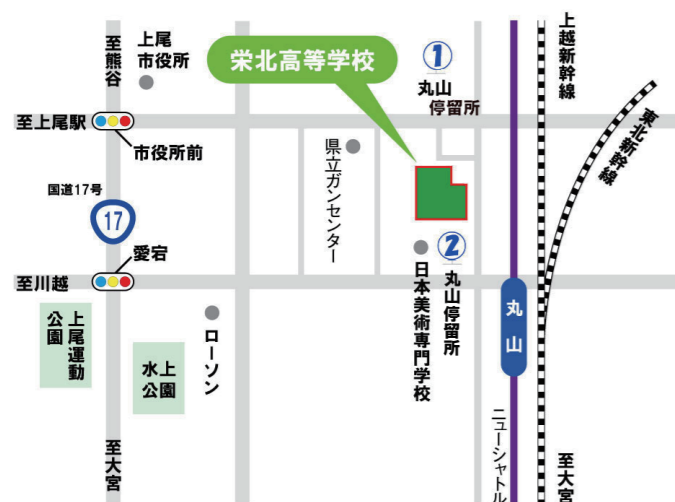 至熊谷
上尾
市役所
栄北高等学校
1
丸山
停留所
上越新幹線
東北新幹線
至上尾駅
市役所前
県立ガンセンター
国道17号
17
愛宕
至川越
2
丸山停留所
日本美術専門学校
丸山
上尾運動
公園
水上
公園
ローソン
至大宮
ニューシャトル
至大宮